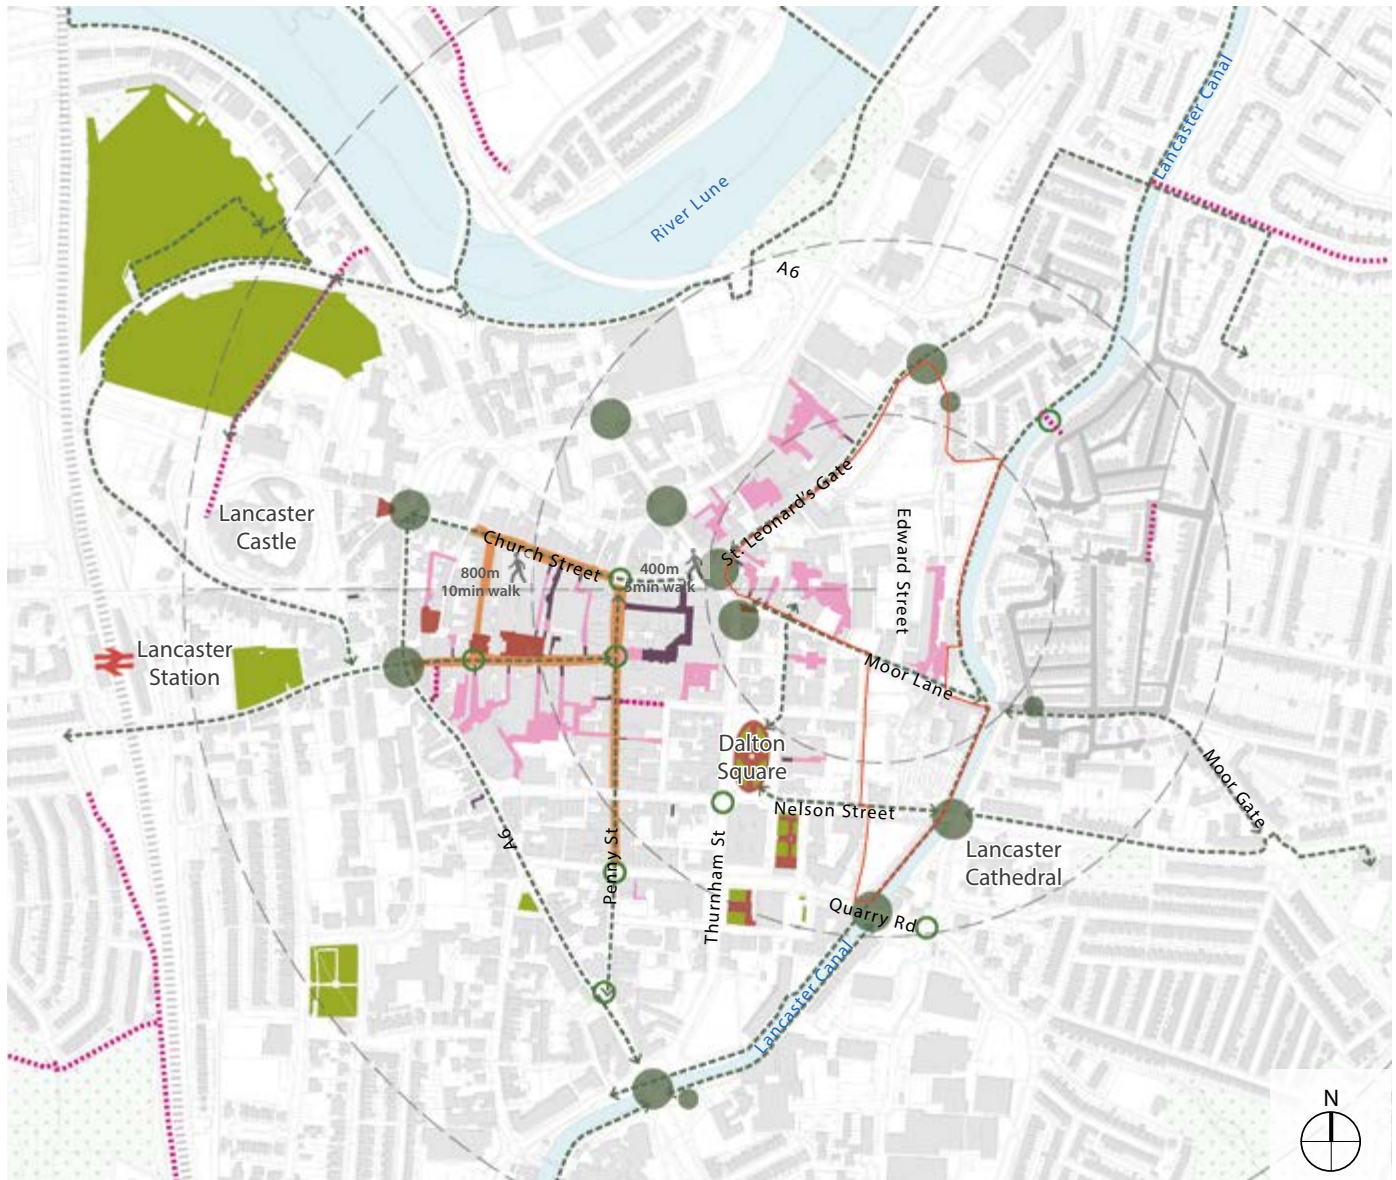 Lancaster Canal
River Lune
A6
St. Leonard's Gate
Lancaster
Castle
Church Street
Edward Street
800m
10min walk
400m
5min walk
Lancaster
Station
Moor Lane
Dalton
Square
Moor Gate
Nelson Street
A6
Penny St
Thurnham St
Lancaster
Cathedral
Quarry Rd
Lancaster Canal
N